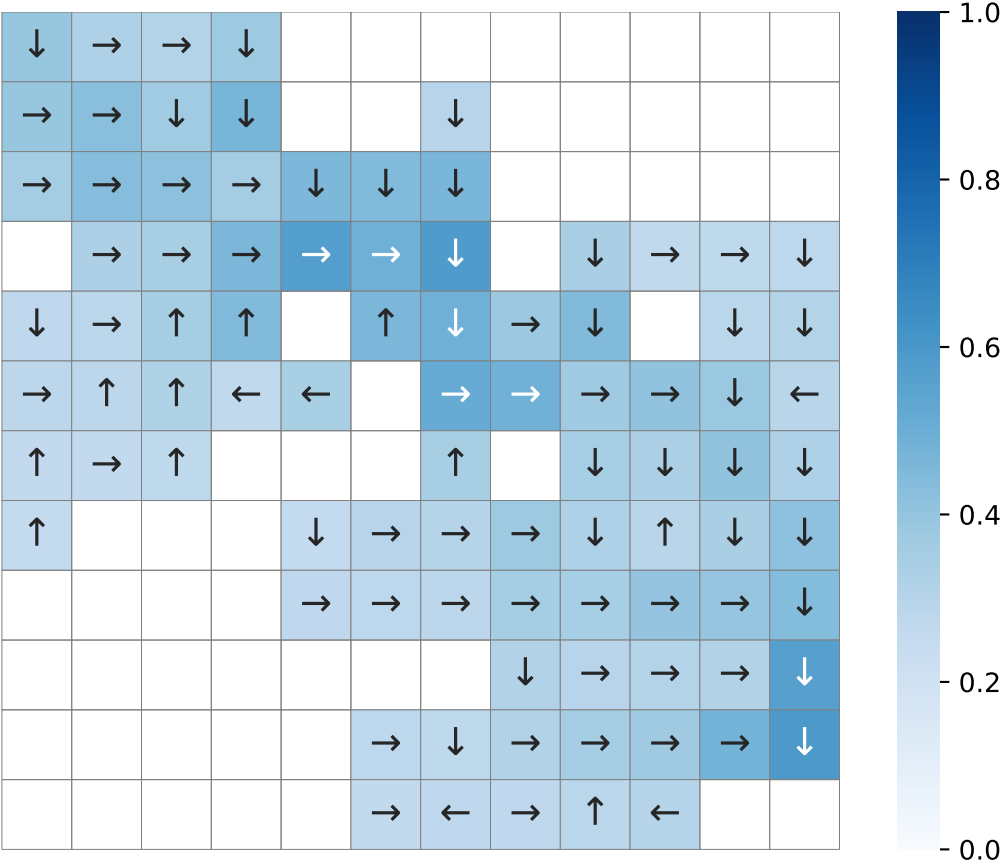 ↓ → → ↓ 1.0
→ → ↓ ↓ ↓
→ → → → ↓ ↓ ↓ 0.8
→ → → → → ↓ ↓ → → ↓
↓ → ↑ ↑ ↑ ↓ → ↓ ↓ ↓ 0.6
→ ↑ ↑ ← ← → → → → ↓ ←
↑ → ↑ ↑ ↓ ↓ ↓ ↓
↑ ↓ → → → ↓ ↑ ↓ ↓ 0.4
→ → → → → → → ↓
↓ → → → ↓ 0.2
→ ↓ → → → → ↓
→ ← → ↑ ← 0.0